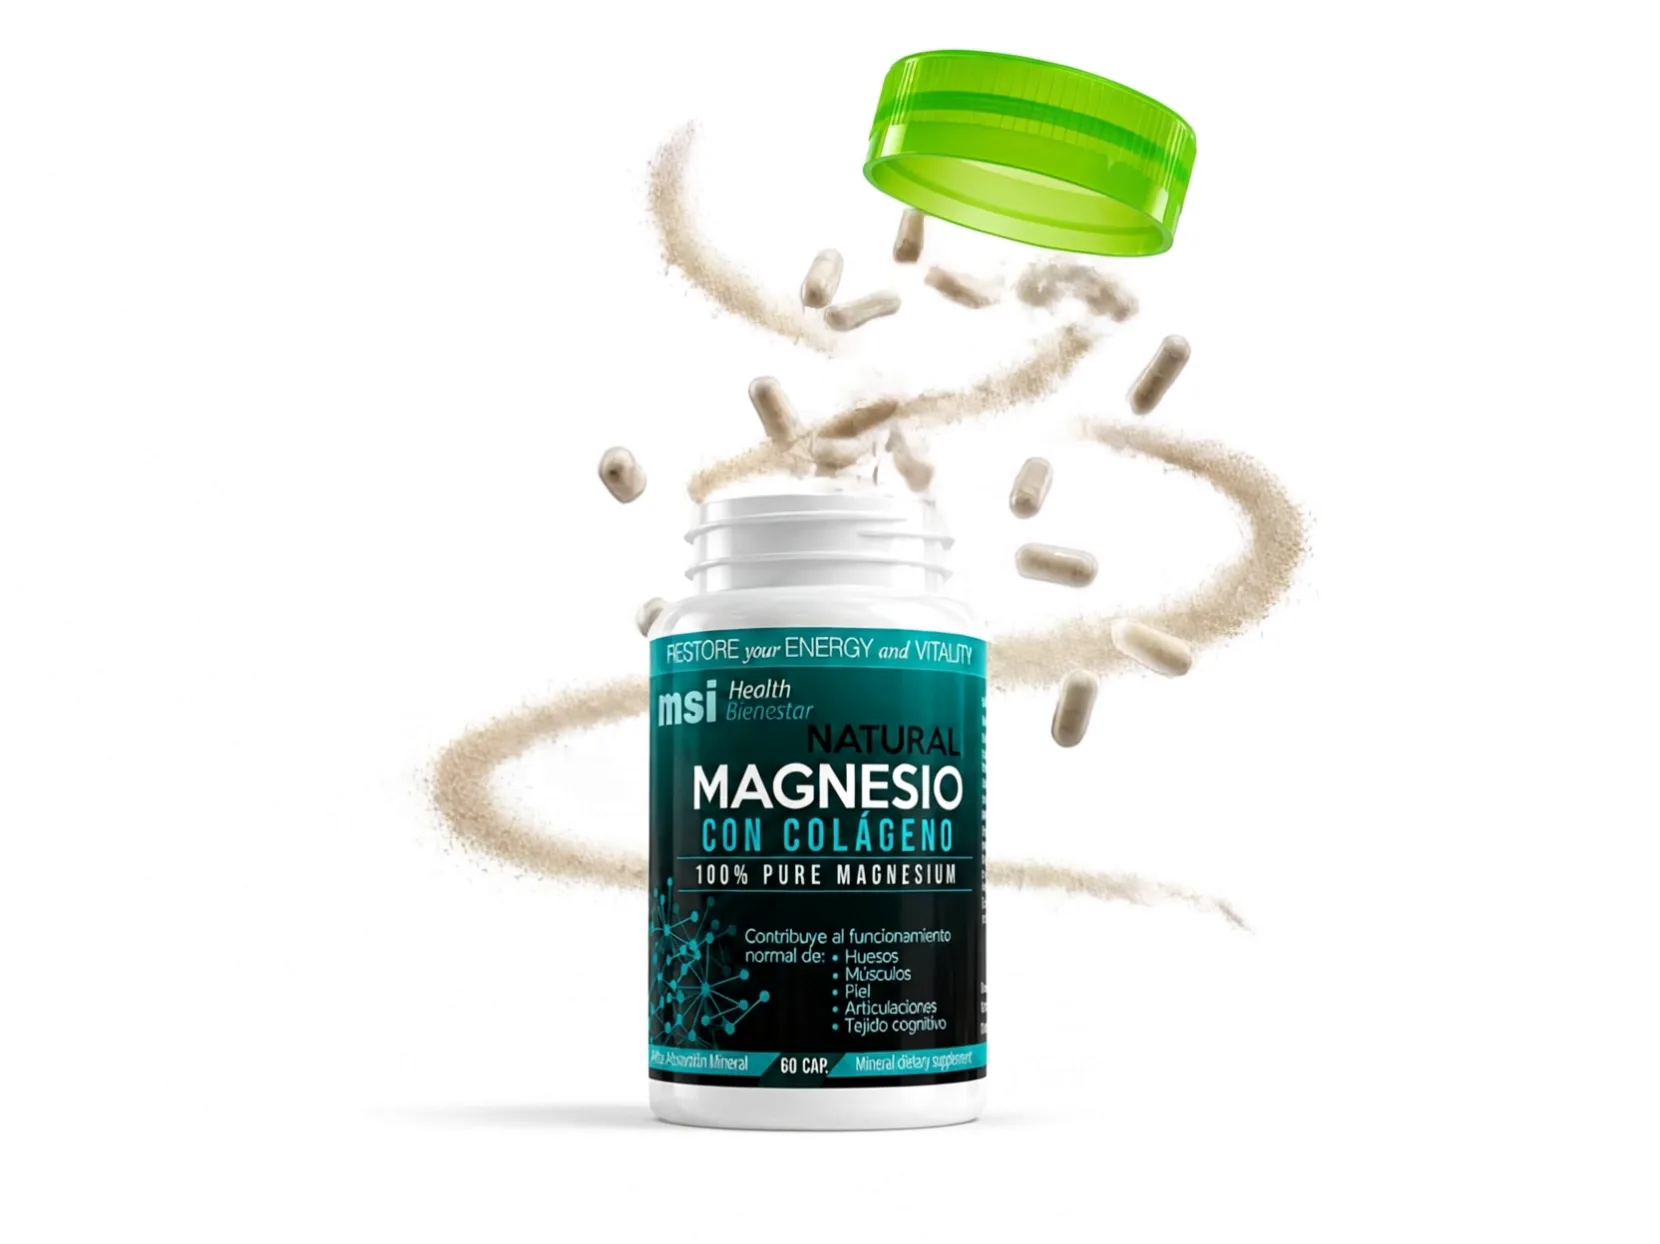 RESTORE your ENERGY and VITALITY
msi Health
Bienestar
NATURAL
MAGNESIO
CON COLÁGENO
100% PURE MAGNESIUM
Contribuye al funcionamiento
normal de: • Huesos
• Músculos
• Piel
• Articulaciones
• Tejido cognitivo
Mineral 60 CAP. Mineral dietary supplement